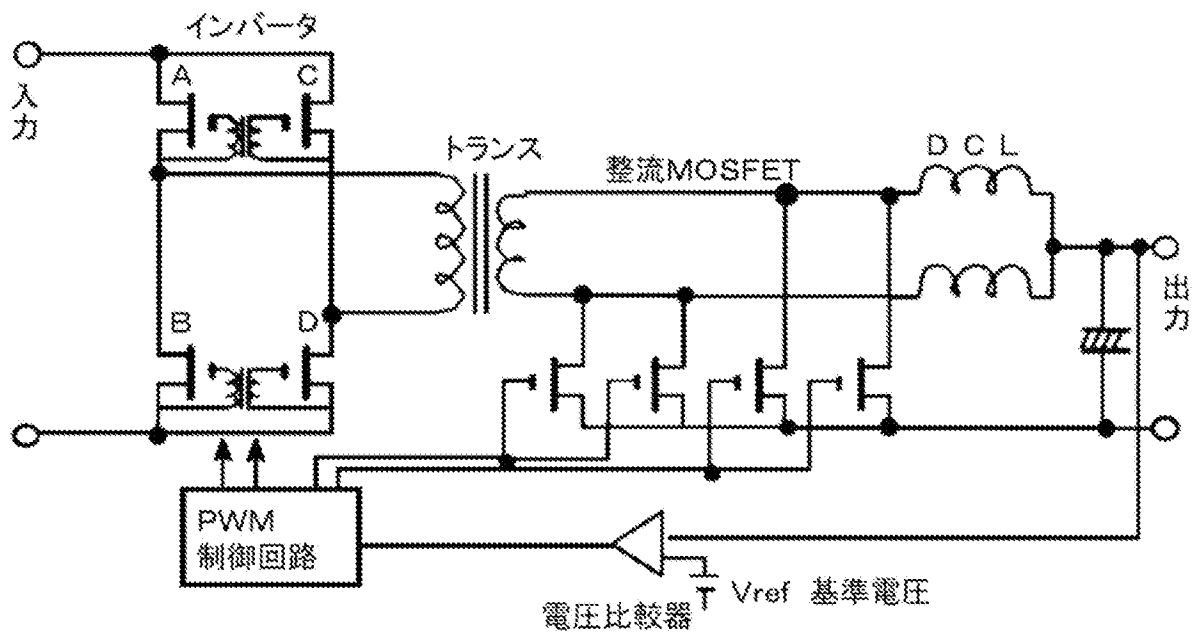 インバータ
入力
A
C
トランス
整流MOSFET
D C L
B
D
出力
PWM
制御回路
電圧比較器
Vref 基準電圧